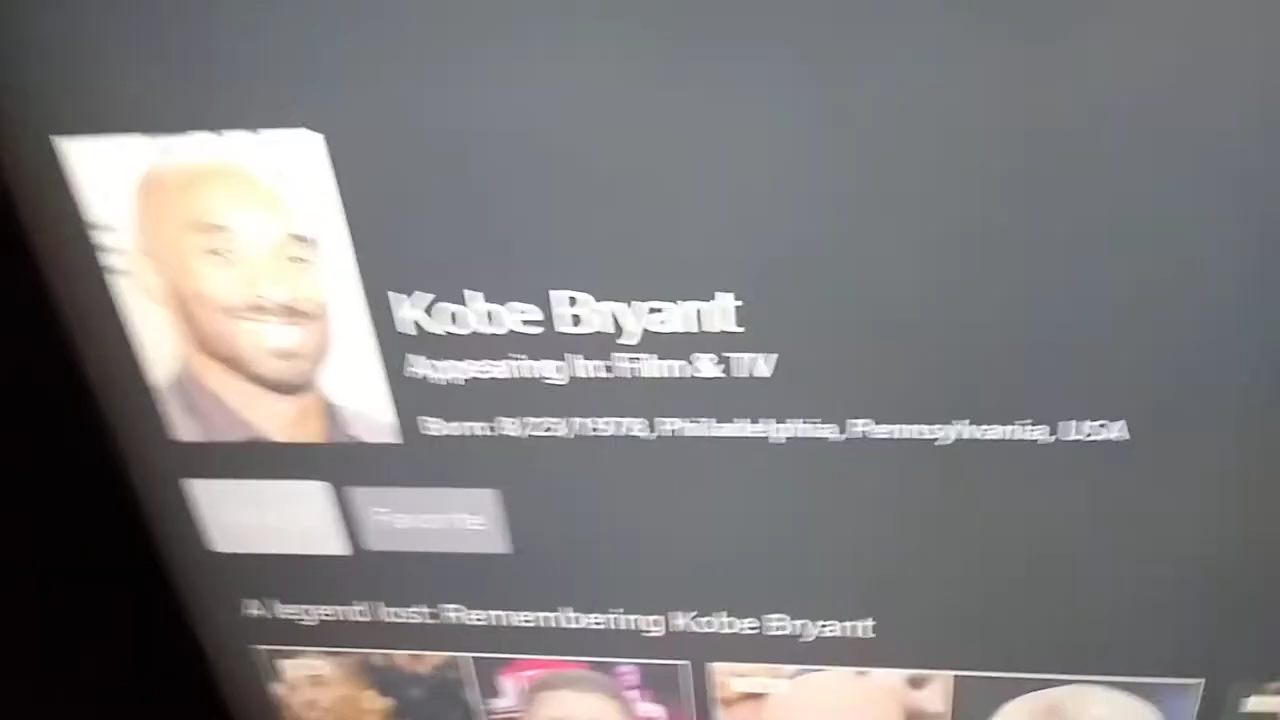 Kobe Bryant
Appearing In: Film & TV
Born: 8/23/1978, Philadelphia, Pennsylvania, USA
Favorite
A legend lost: Remembering Kobe Bryant